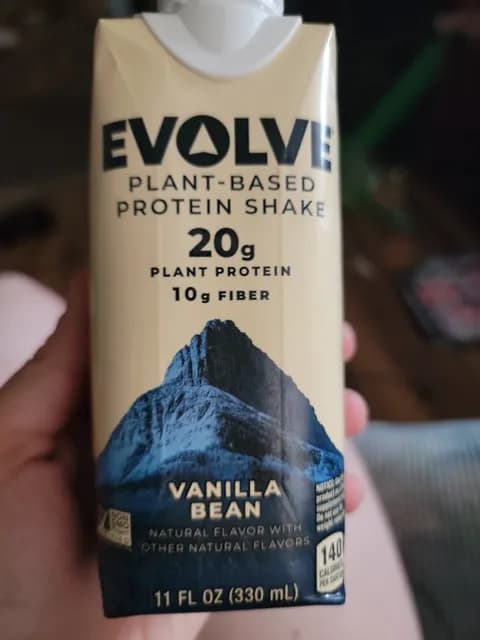 EVOLVE
PLANT-BASED
PROTEIN SHAKE
20g
PLANT PROTEIN
10g FIBER
VANILLA
BEAN
NATURAL FLAVOR WITH
OTHER NATURAL FLAVORS
140
CALORIES
11 FL OZ (330 mL)